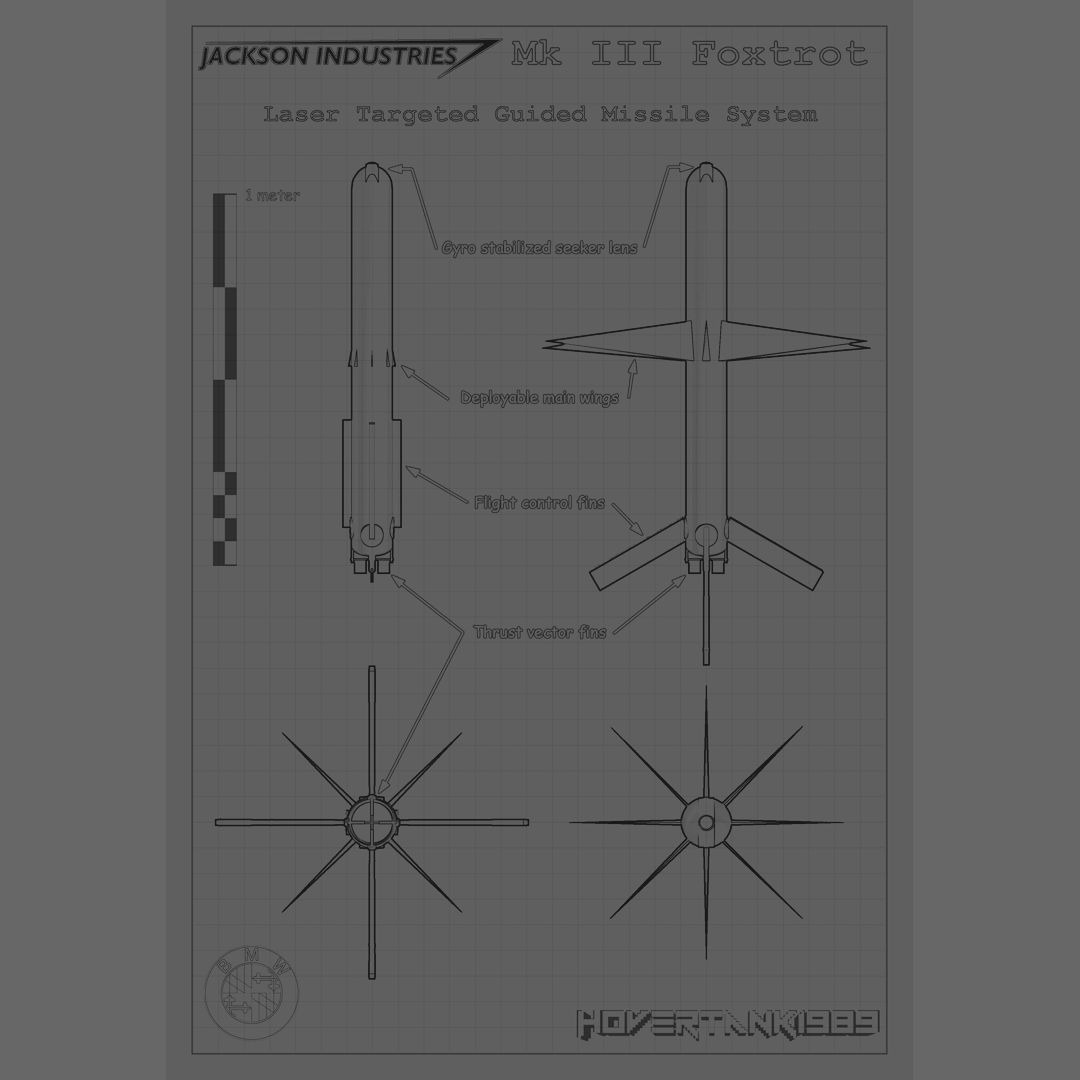 JACKSON INDUSTRIES Mk III Foxtrot
Laser Targeted Guided Missile System
1 meter
Gyro stabilized seeker lens
Deployable main wings
Flight control fins
Thrust vector fins
BMW
HOVERTANK1989